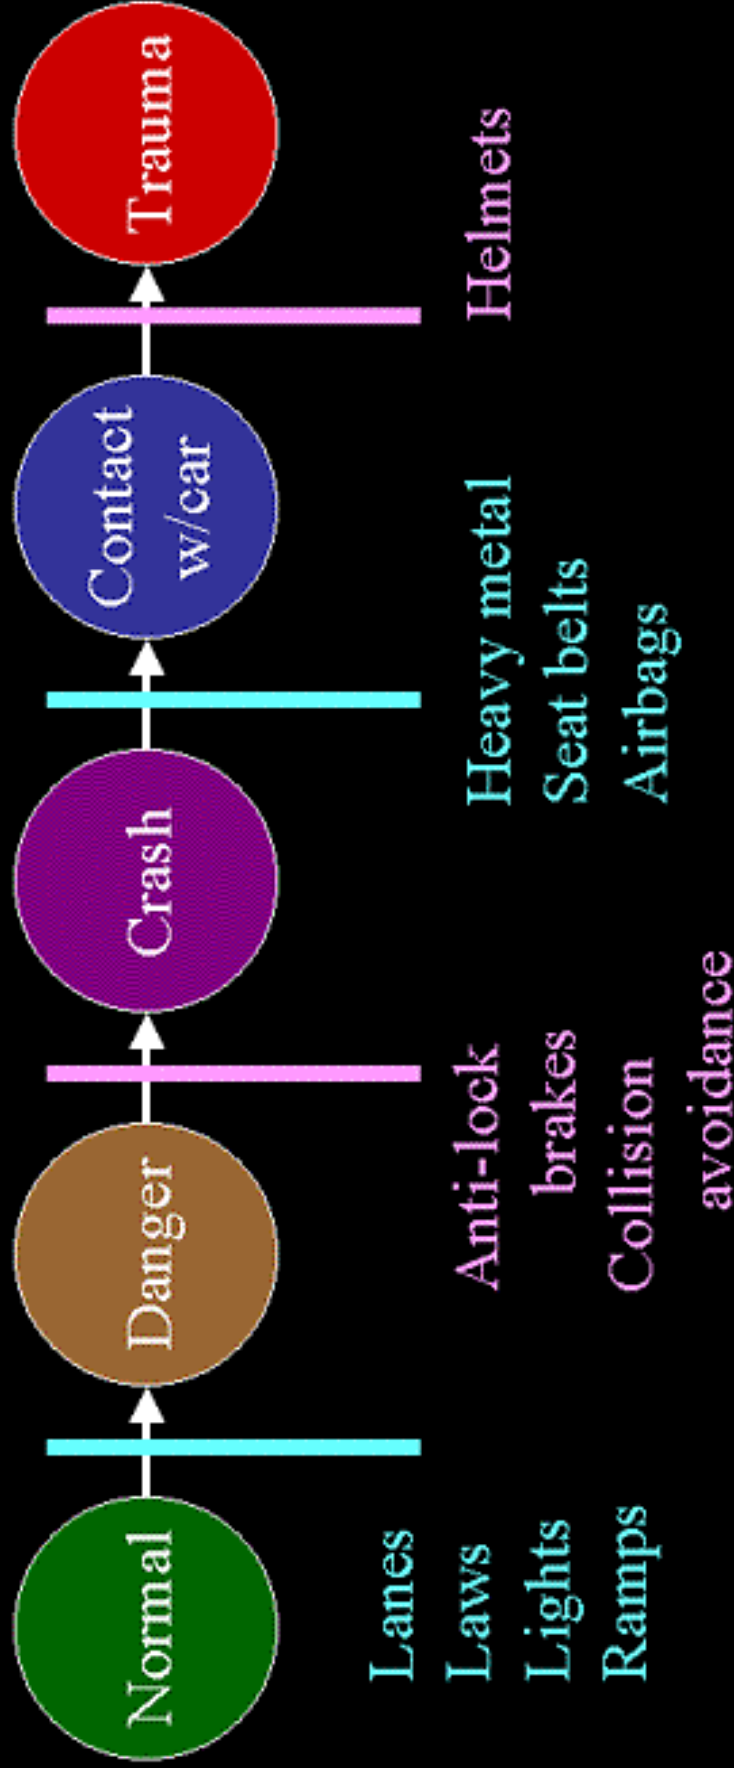 Normal
Danger
Crash
Contact
w/car
Trauma
Lanes
Laws
Lights
Ramps
Anti-lock
brakes
Collision
avoidance
Heavy metal
Seat belts
Airbags
Helmets